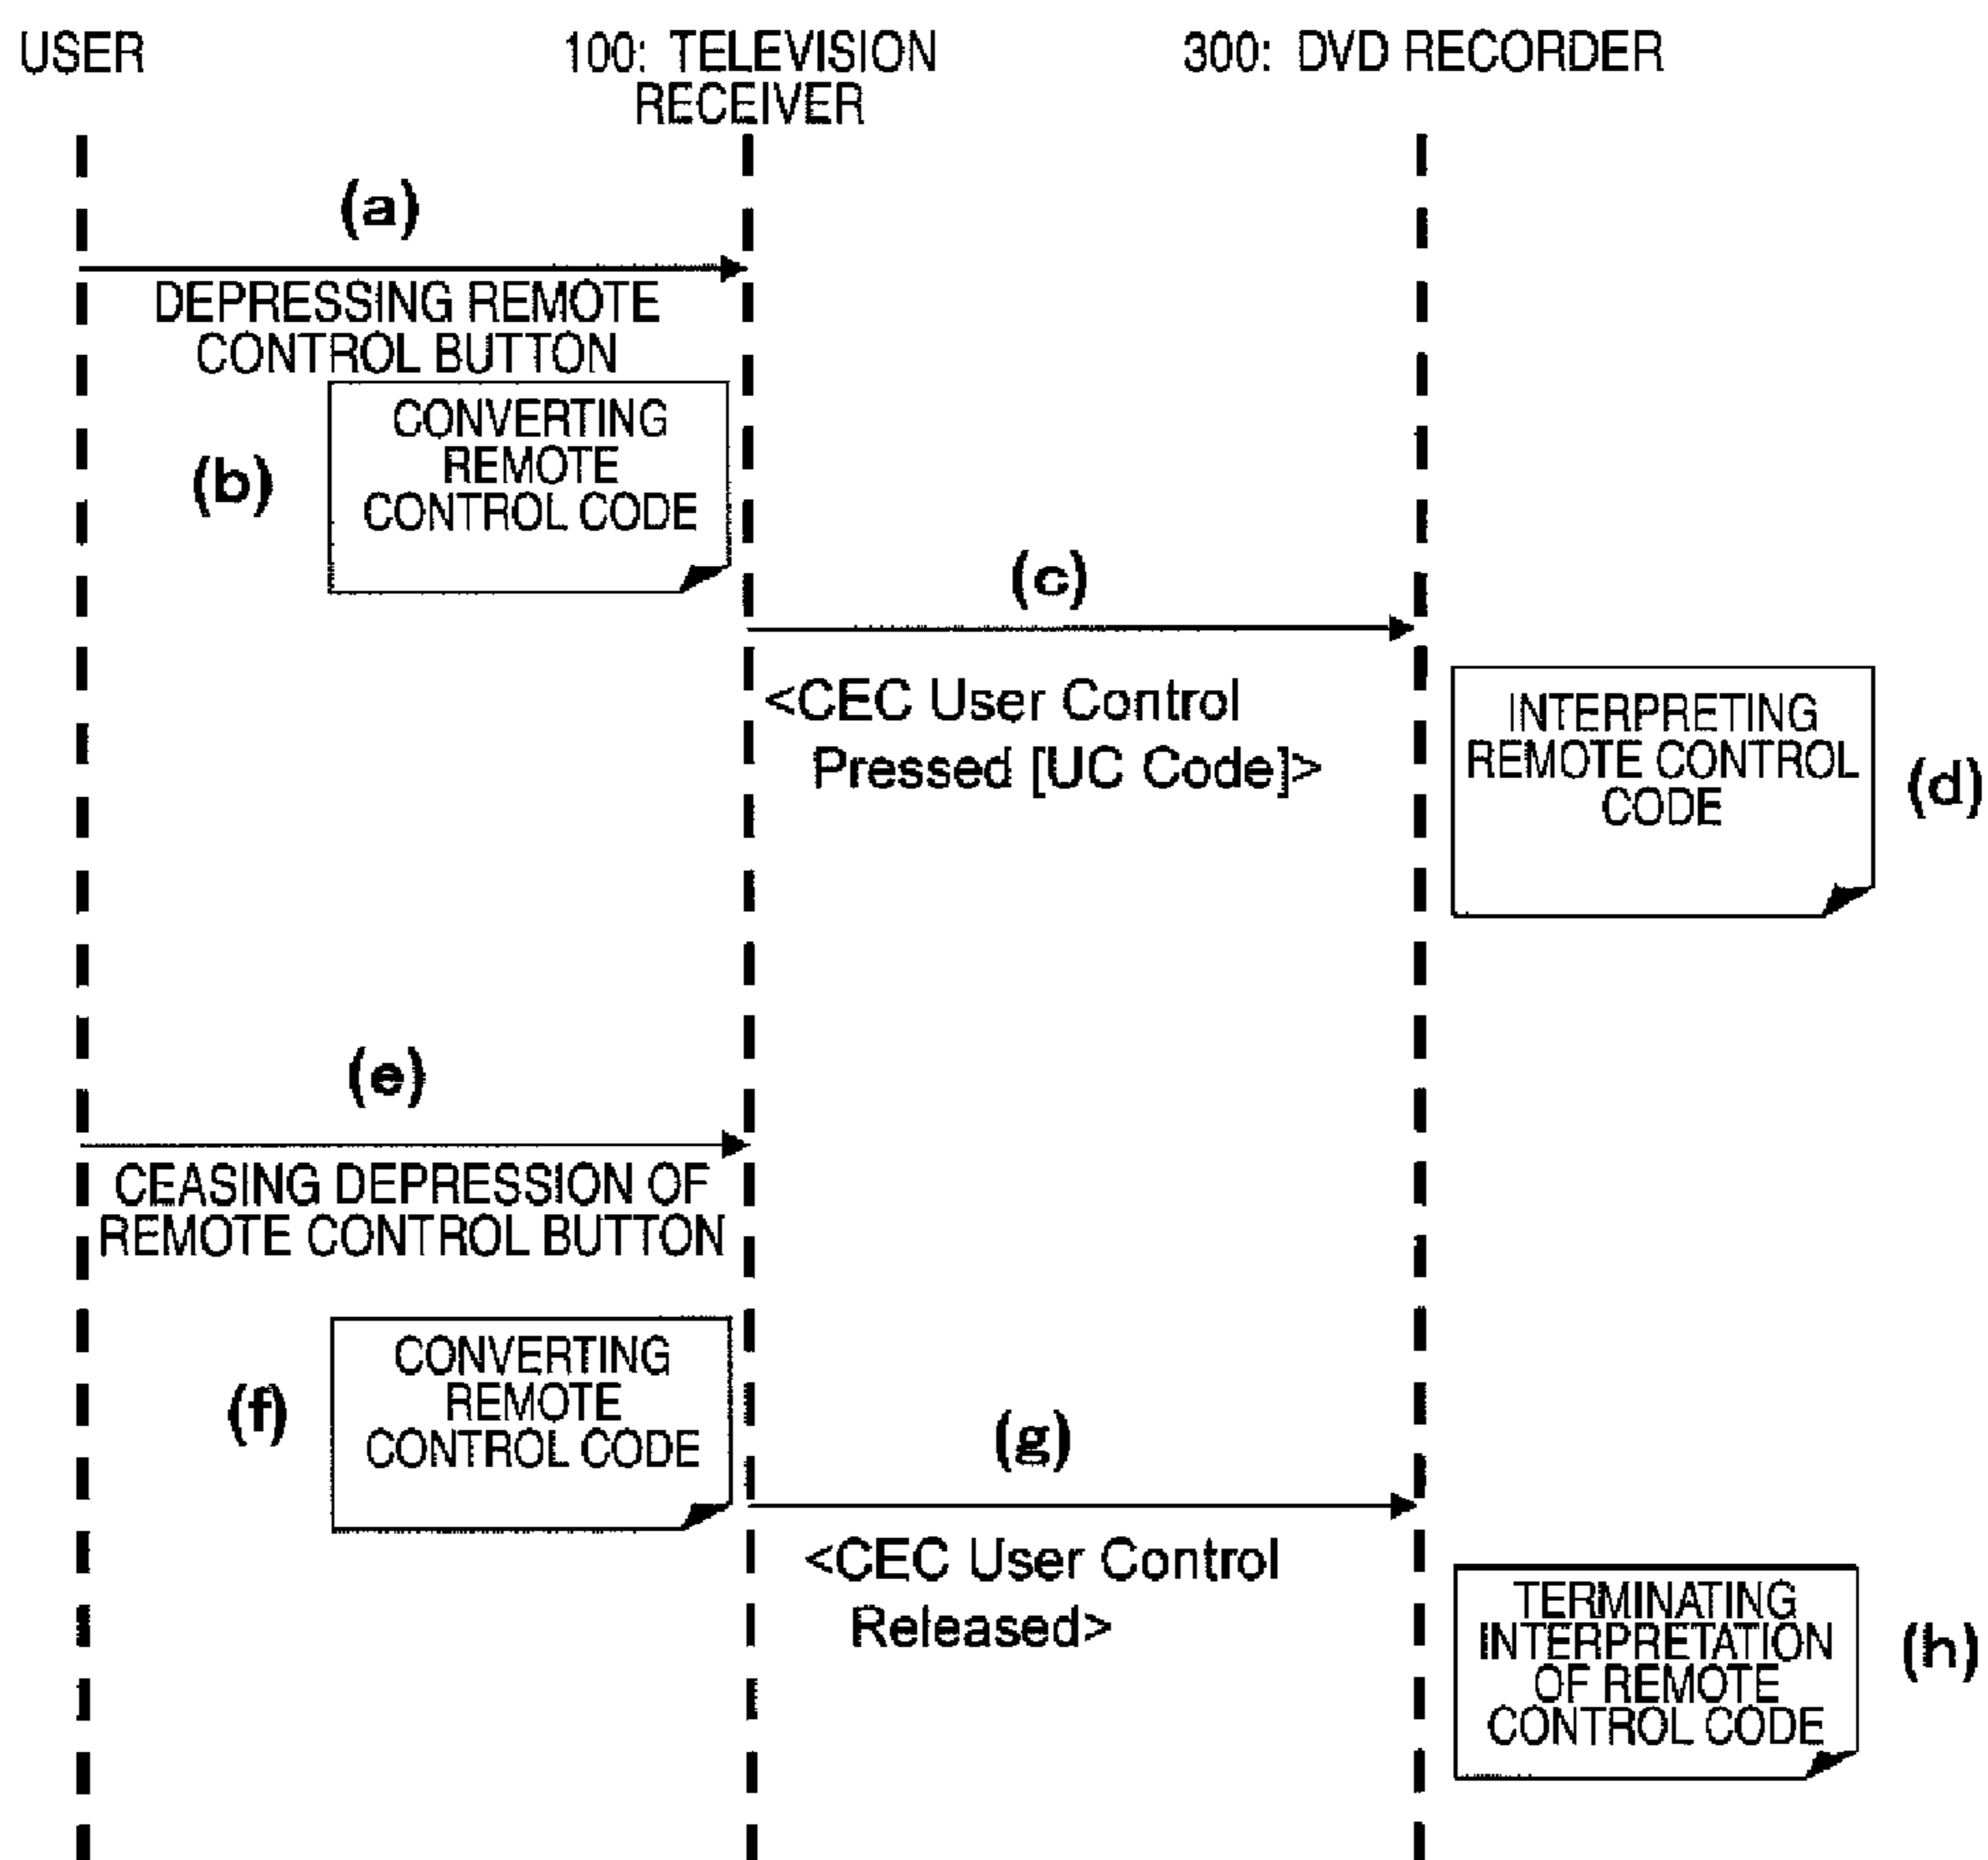 USER
100: TELEVISION
RECEIVER
300: DVD RECORDER
(a)
DEPRESSING REMOTE
CONTROL BUTTON
(b)
CONVERTING
REMOTE
CONTROL CODE
(c)
<CEC User Control
Pressed [UC Code]>
INTERPRETING
REMOTE CONTROL
CODE
(d)
(e)
CEASING DEPRESSION OF
REMOTE CONTROL BUTTON
(f)
CONVERTING
REMOTE
CONTROL CODE
(g)
<CEC User Control
Released>
TERMINATING
INTERPRETATION
OF REMOTE
CONTROL CODE
(h)